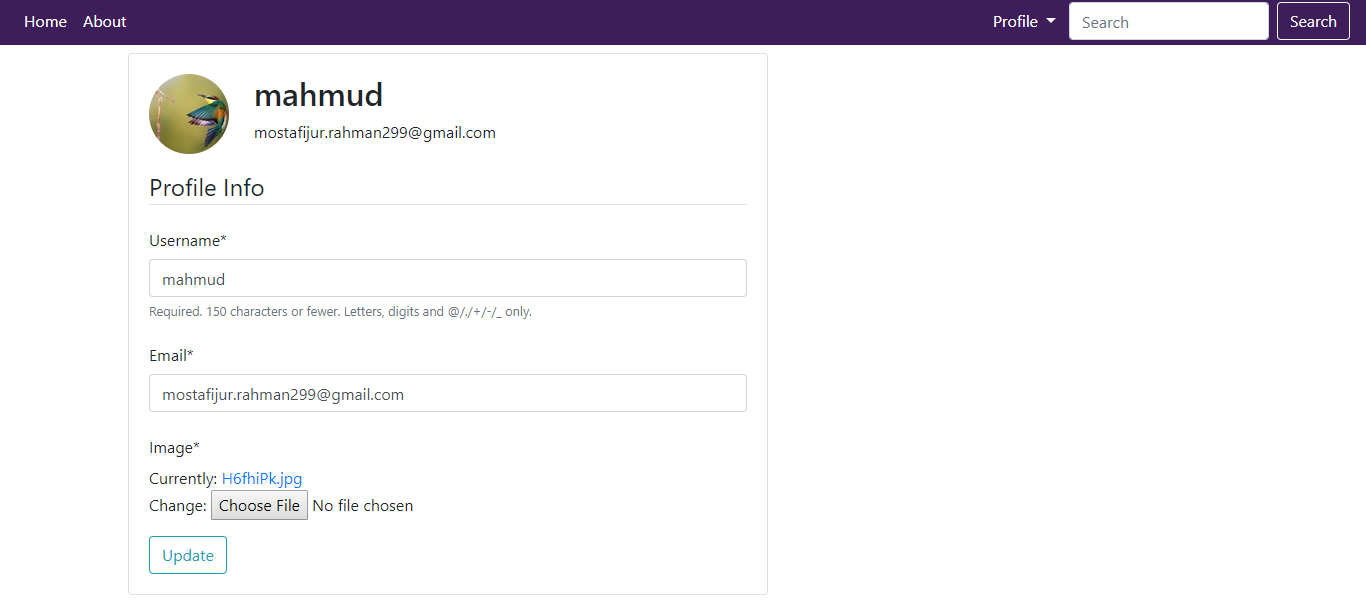 Home About Profile Search Search
mahmud
mostafijur.rahman299@gmail.com
Profile Info
Username*
mahmud
Required. 150 characters or fewer. Letters, digits and @/./+/-/_ only.
Email*
mostafijur.rahman299@gmail.com
Image*
Currently: H6fhiPk.jpg
Change: Choose File No file chosen
Update